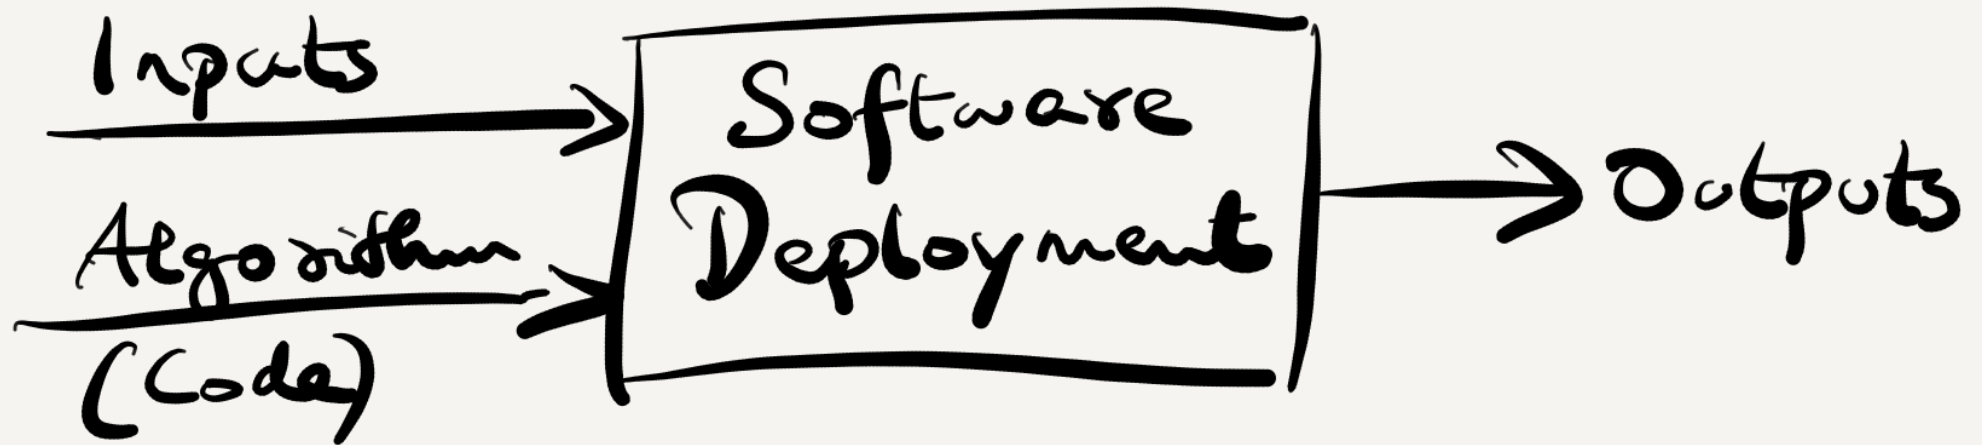 Inputs
Algorithm
(Code)
Software
Deployment
Outputs